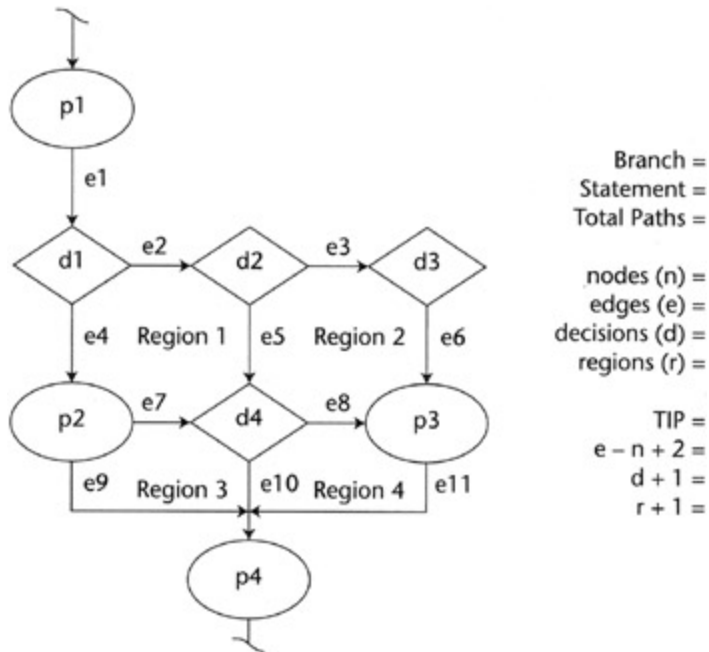 p1
e1
d1
e2
d2
e3
d3
e4
Region 1
e5
Region 2
e6
p2
e7
d4
e8
p3
e9
Region 3
e10
Region 4
e11
p4
Branch =
Statement =
Total Paths =
nodes (n) =
edges (e) =
decisions (d) =
regions (r) =
TIP =
e – n + 2 =
d + 1 =
r + 1 =